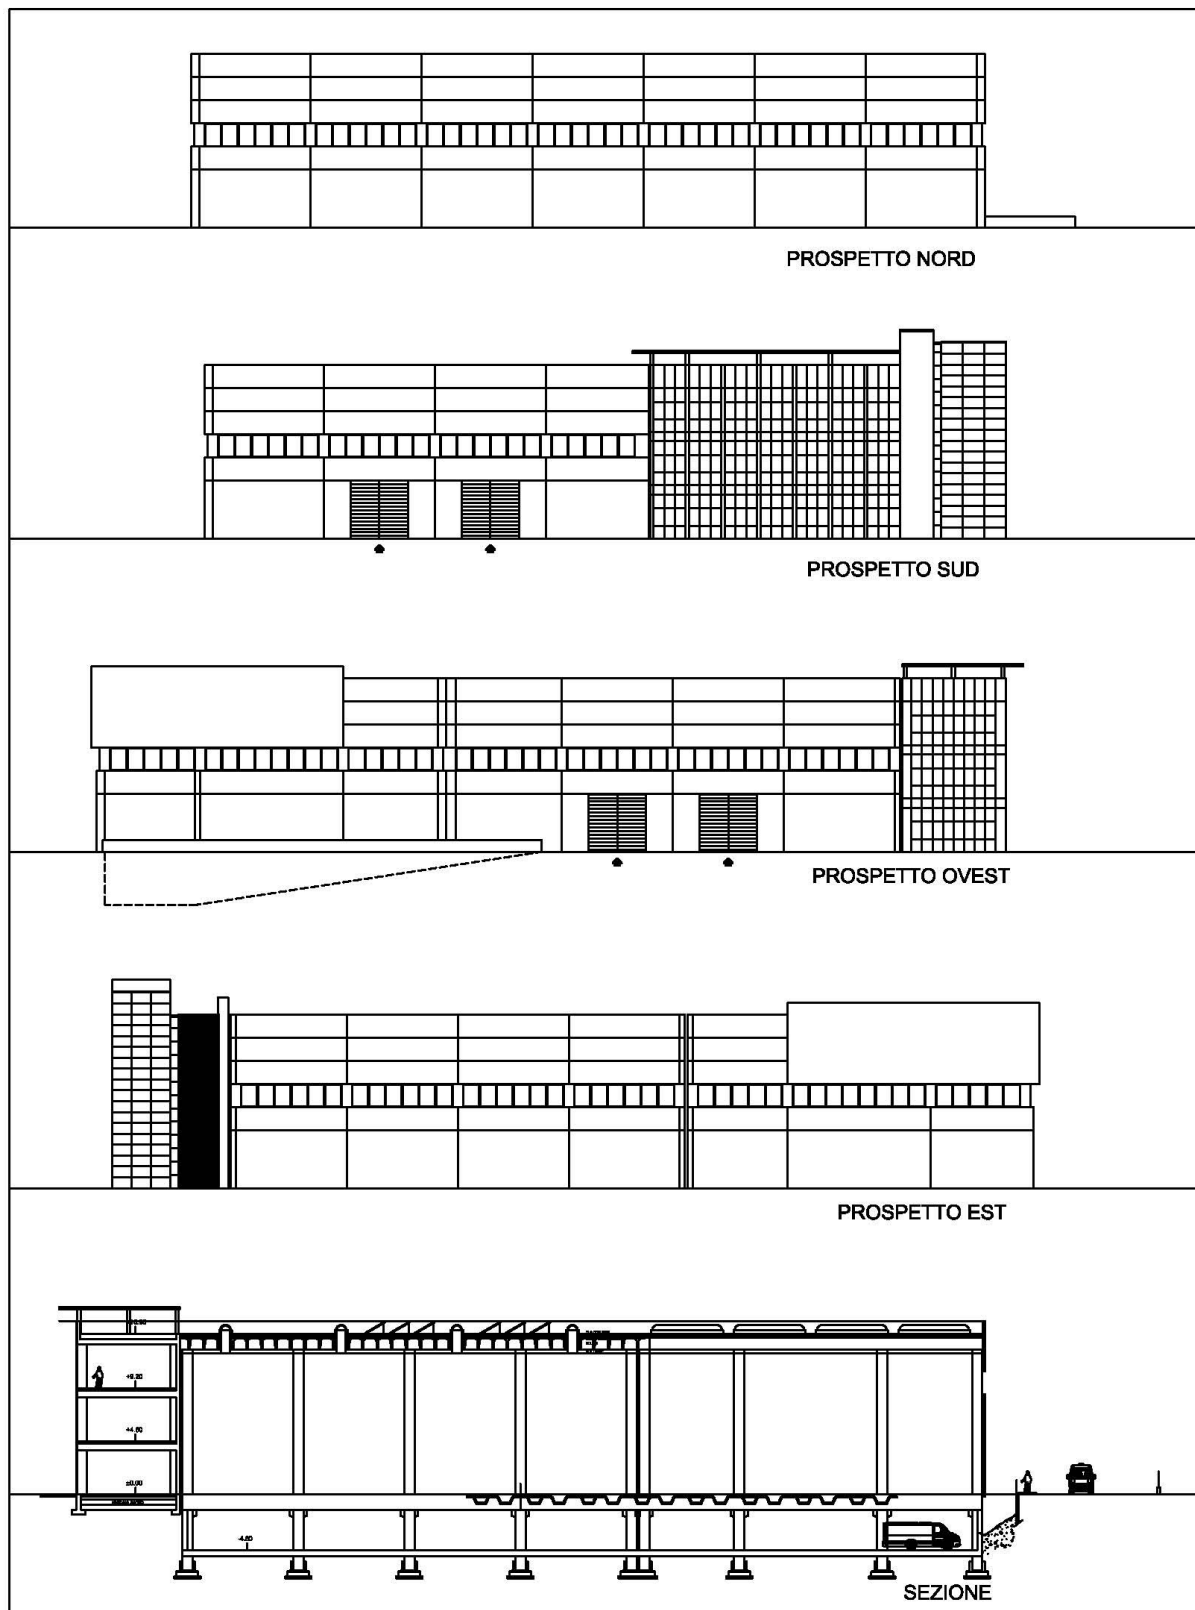 PROSPETTO NORD
PROSPETTO SUD
PROSPETTO OVEST
PROSPETTO EST
+9.20
+4.60
±0.00
-4.60
SEZIONE